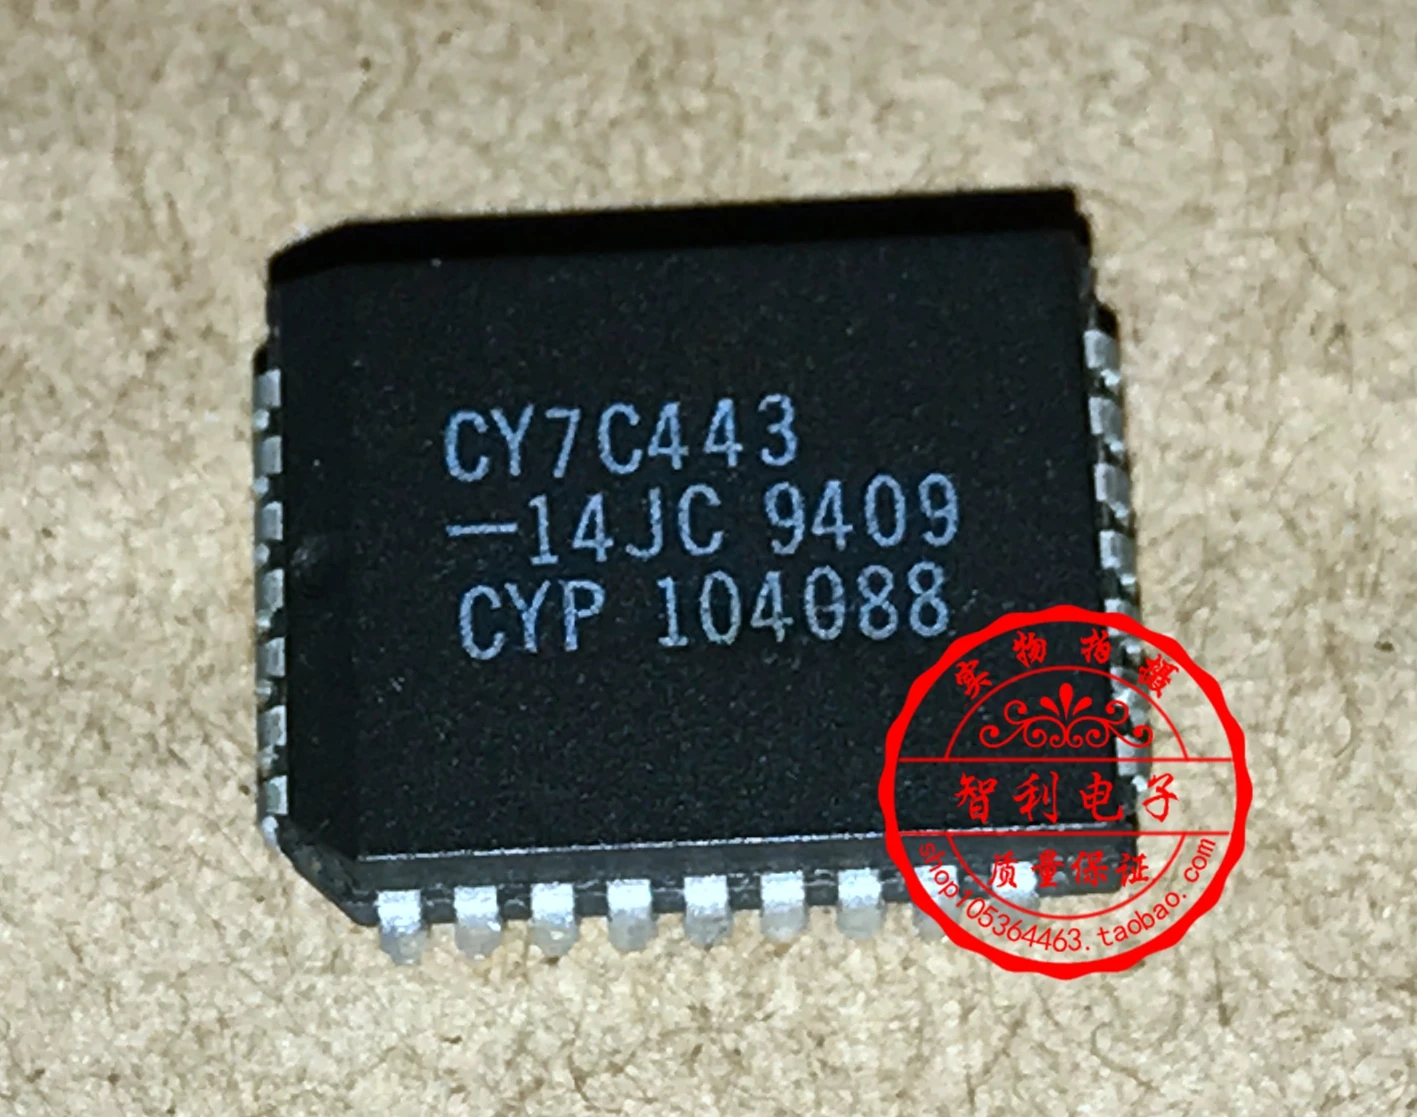 CY7C443
—14JC 9409
CYP 104088
实物拍摄
智利电子
质量保证
shop105364463.taobao.com